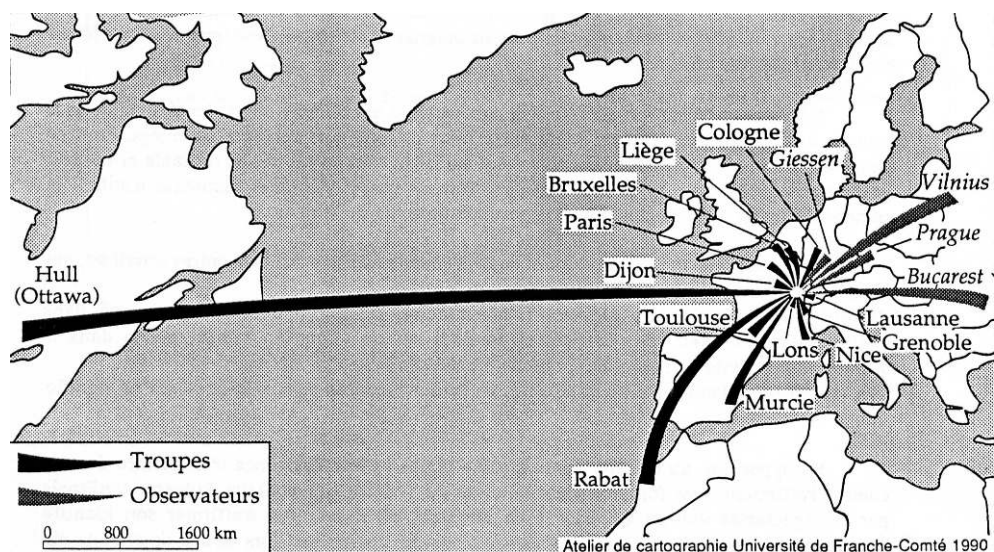 Cologne
Liège
Giessen
Bruxelles
Vilnius
Paris
Prague
Dijon
Hull
(Ottawa)
Bucarest
Toulouse
Lausanne
Grenoble
Lons
Nice
Murcie
Rabat
Troupes
Observateurs
0 800 1600 km
Atelier de cartographie Université de Franche-Comté 1990